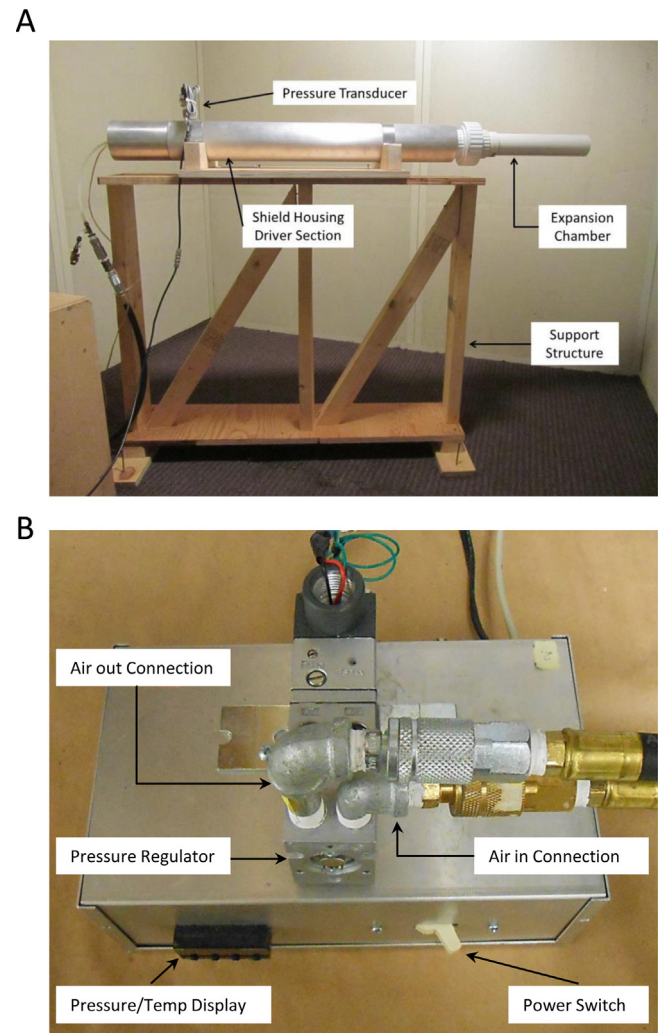 A
Pressure Transducer
Shield Housing
Driver Section
Expansion
Chamber
Support
Structure
B
Air out Connection
Pressure Regulator
Air in Connection
Pressure/Temp Display
Power Switch